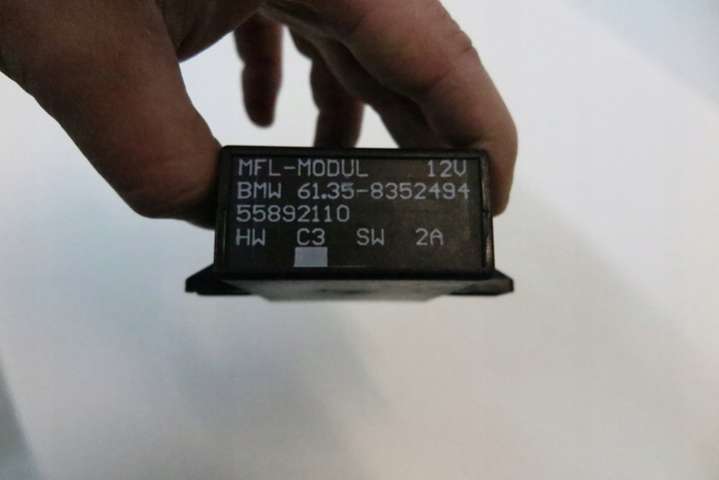 MFL-MODUL 12V
BMW 61.35-8352494
55892110
HW C3 SW 2A